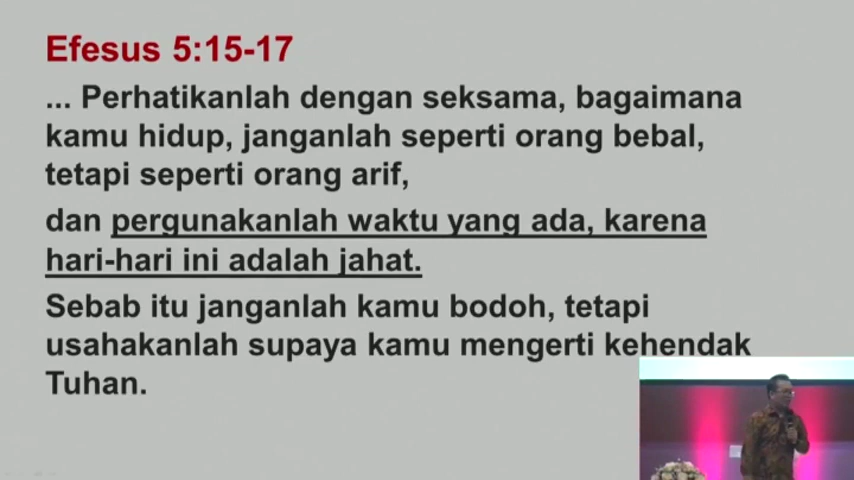 Efesus 5:15-17
... Perhatikanlah dengan seksama, bagaimana
kamu hidup, janganlah seperti orang bebal,
tetapi seperti orang arif,
dan pergunakanlah waktu yang ada, karena
hari-hari ini adalah jahat.
Sebab itu janganlah kamu bodoh, tetapi
usahakanlah supaya kamu mengerti kehendak
Tuhan.